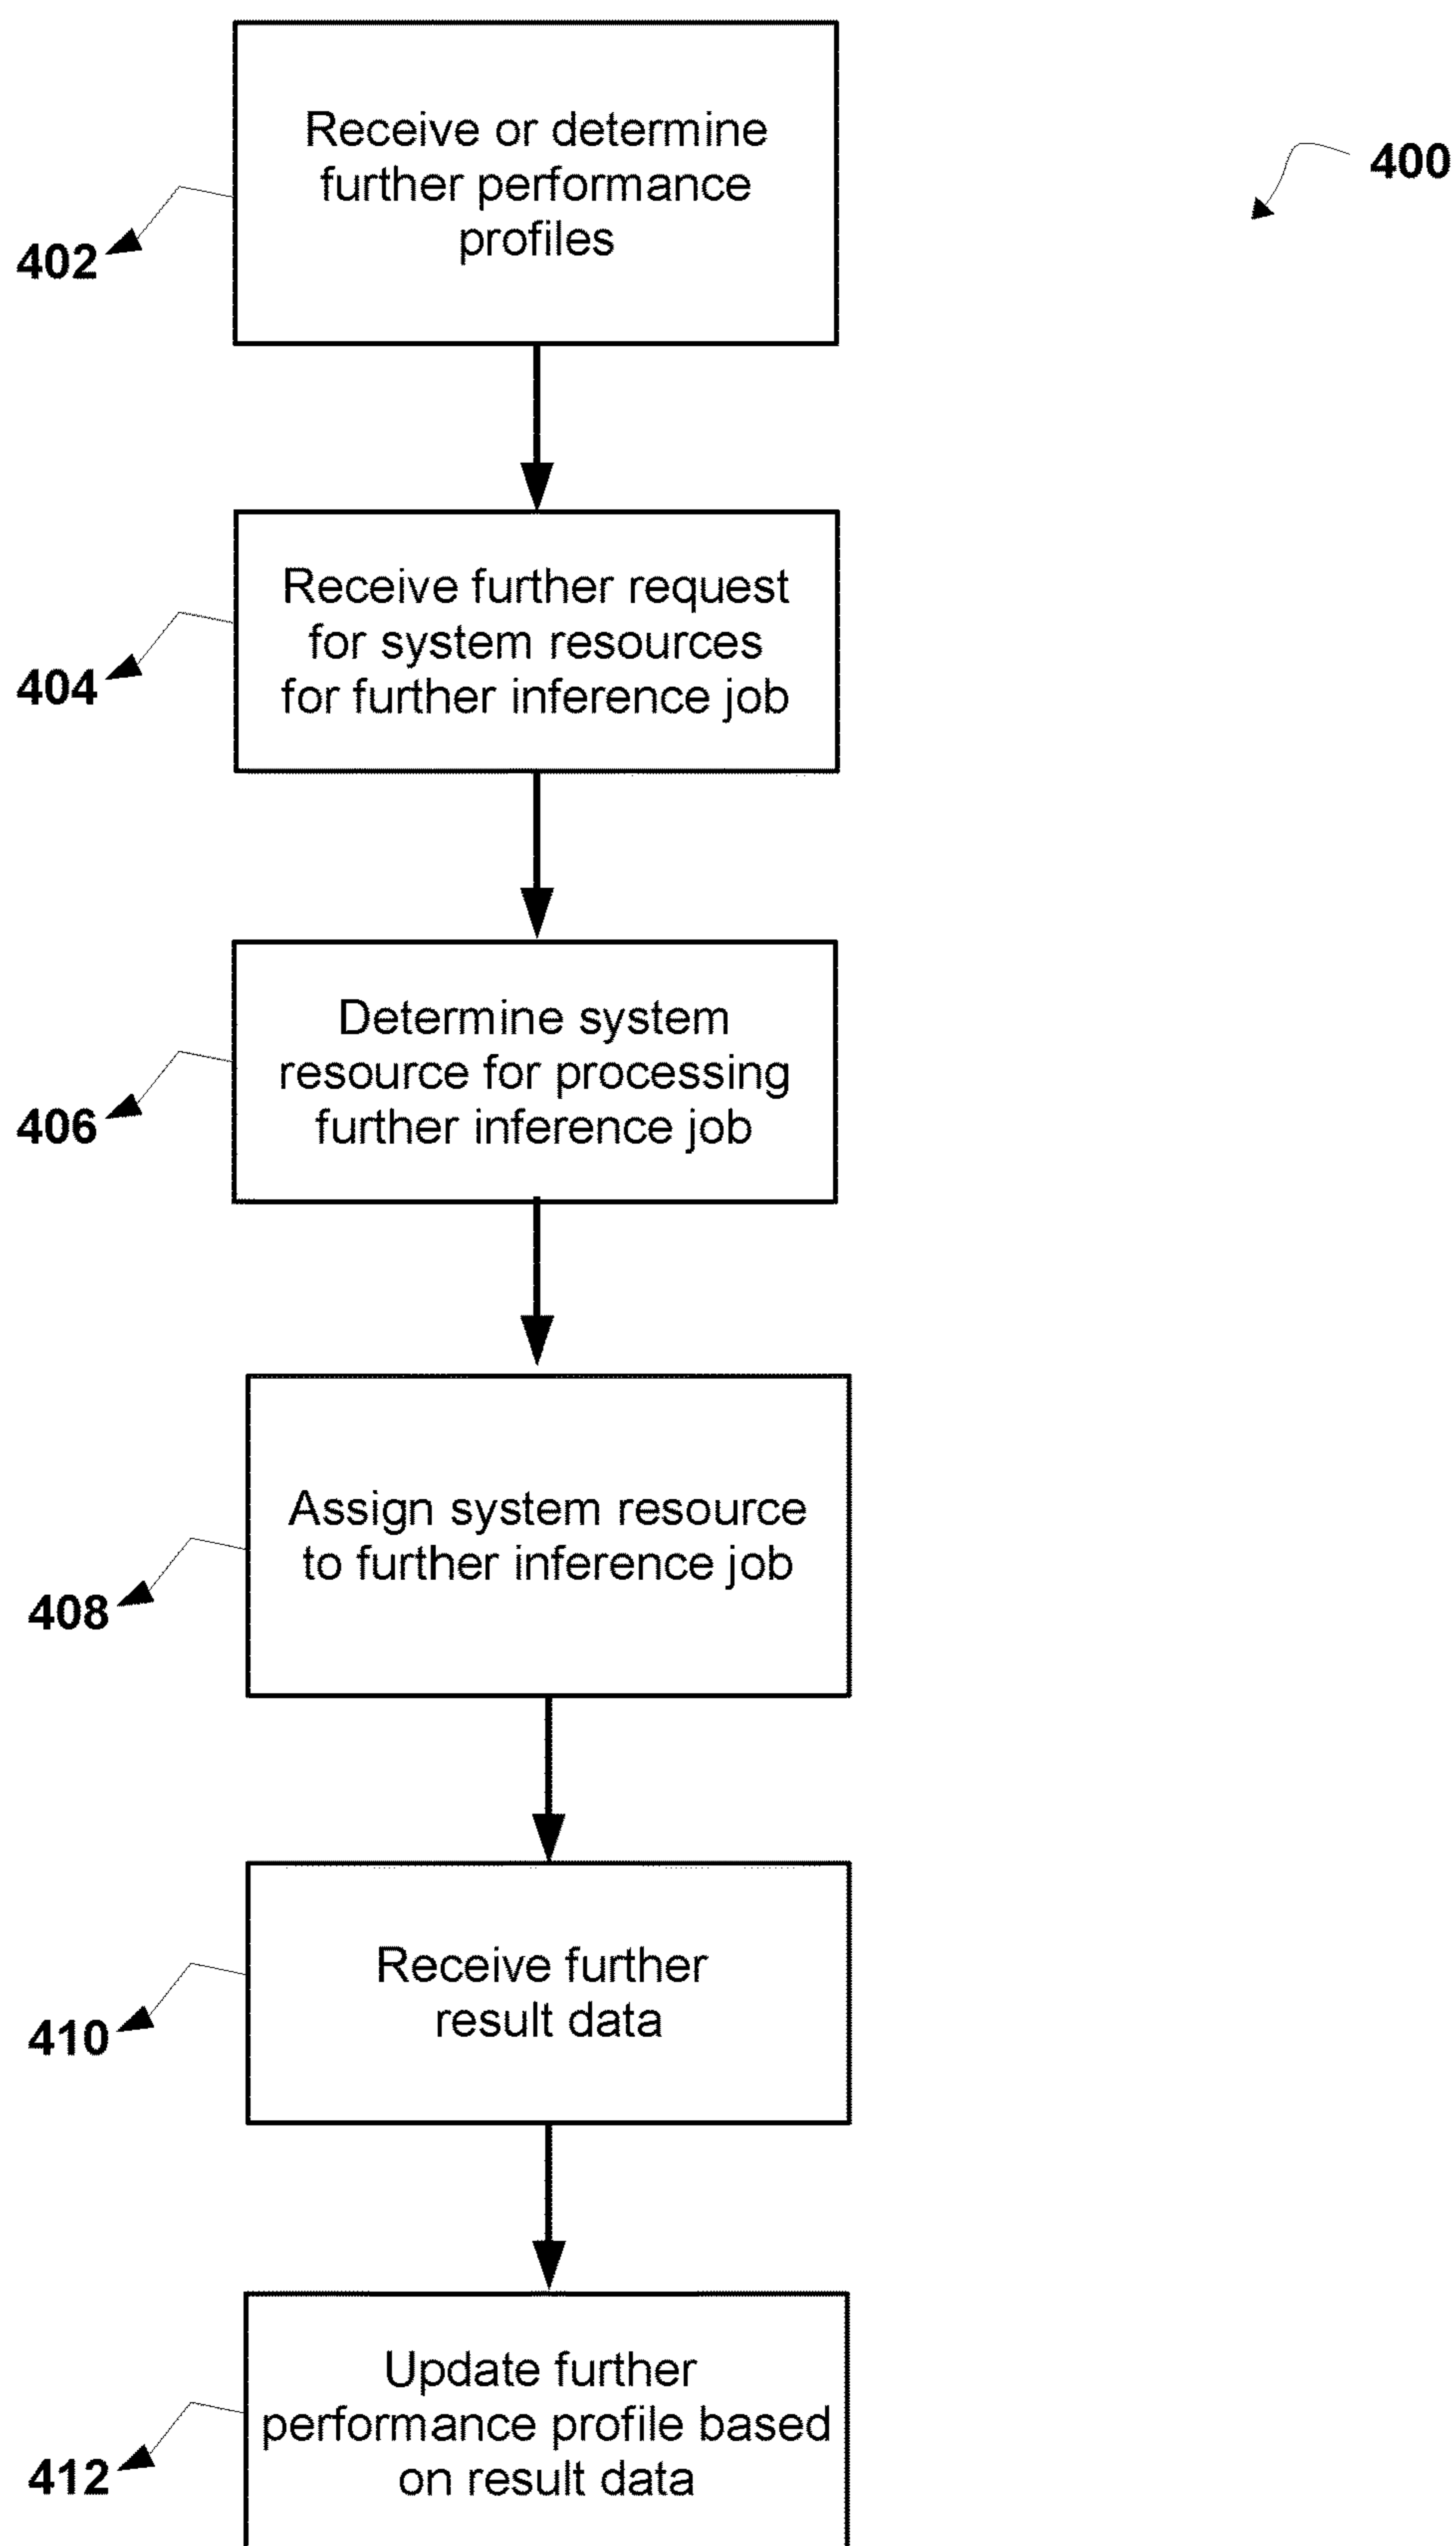 Receive or determine
further performance
profiles
400
402
Receive further request
for system resources
for further inference job
404
Determine system
resource for processing
further inference job
406
Assign system resource
to further inference job
408
Receive further
result data
410
Update further
performance profile based
on result data
412